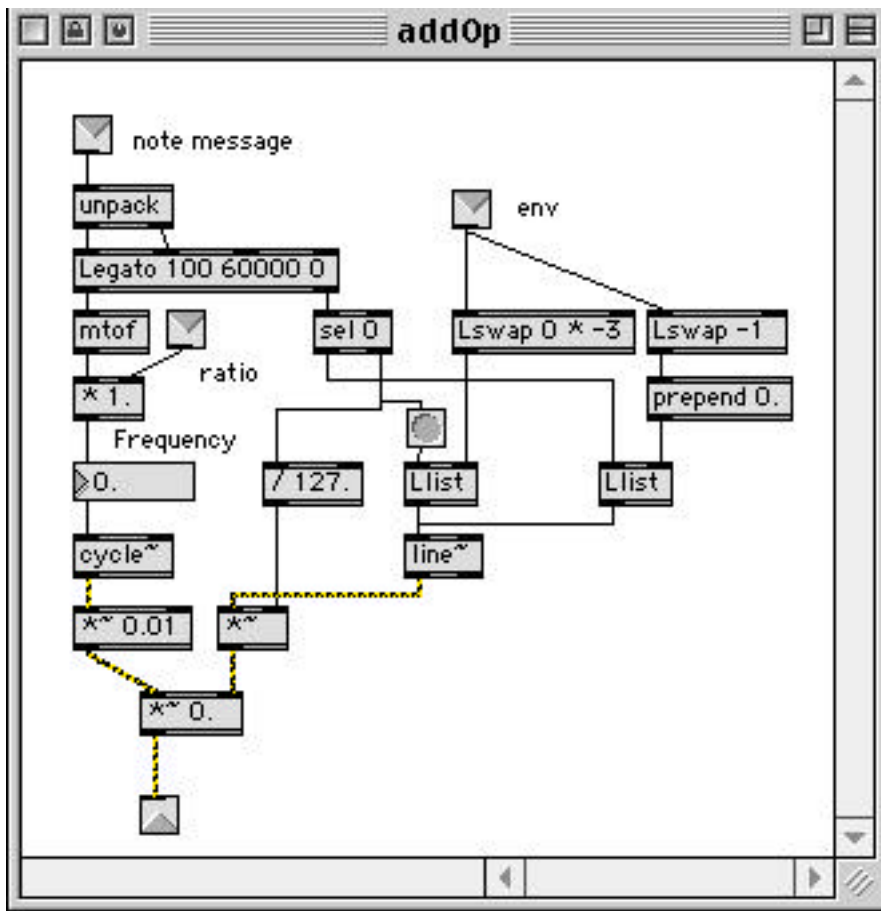 addOp
note message
unpack
env
Legato 100 60000 0
mtof
sel 0
Lswap 0 * -3
Lswap -1
ratio
* 1.
prepend 0.
Frequency
0.
/ 127.
Llist
Llist
cycle~
line~
*~ 0.01
*~
*~ 0.